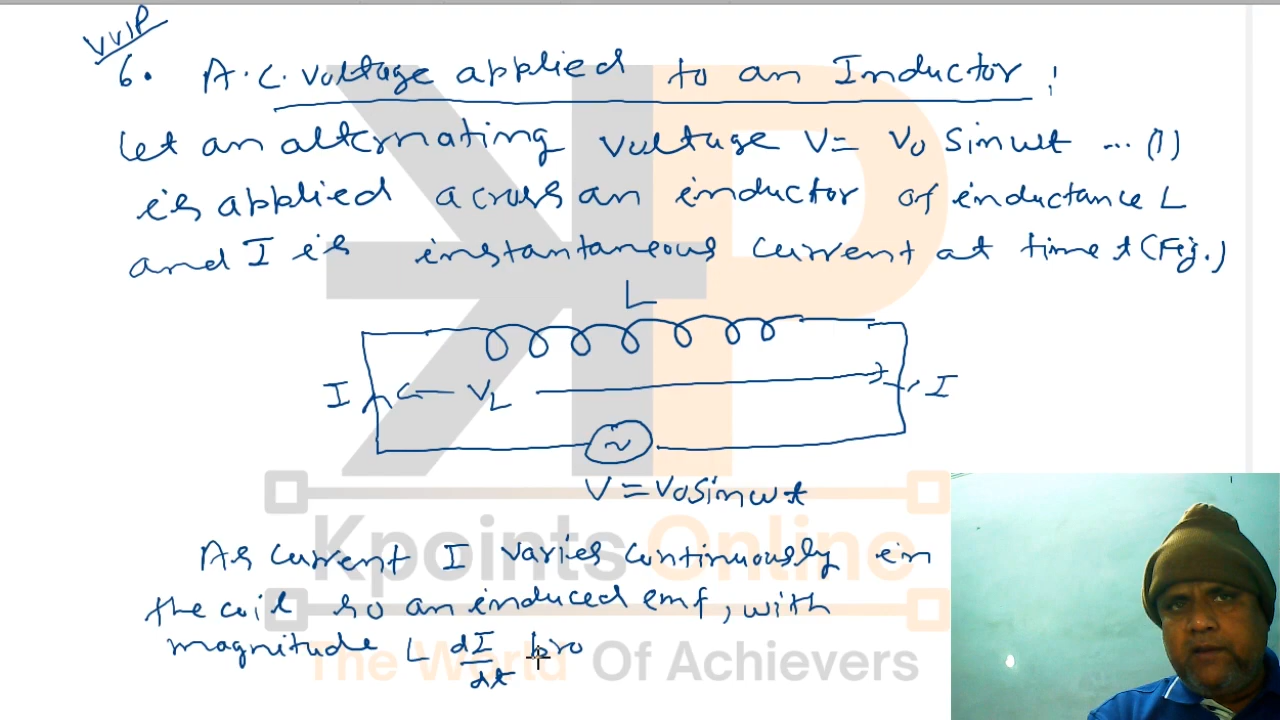 VVIP
6. A.C. Voltage applied to an Inductor :
Let an alternating voltage V = V₀ Sinωt ... (1)
is applied across an inductor of inductance L
and I is instantaneous current at time t (Fig.)
L
I V_L I
~
V = V₀ Sinωt
As current I varies continuously in
the coil so an induced emf, with
magnitude L dI/dt pro
Kpoints Online
The World Of Achievers